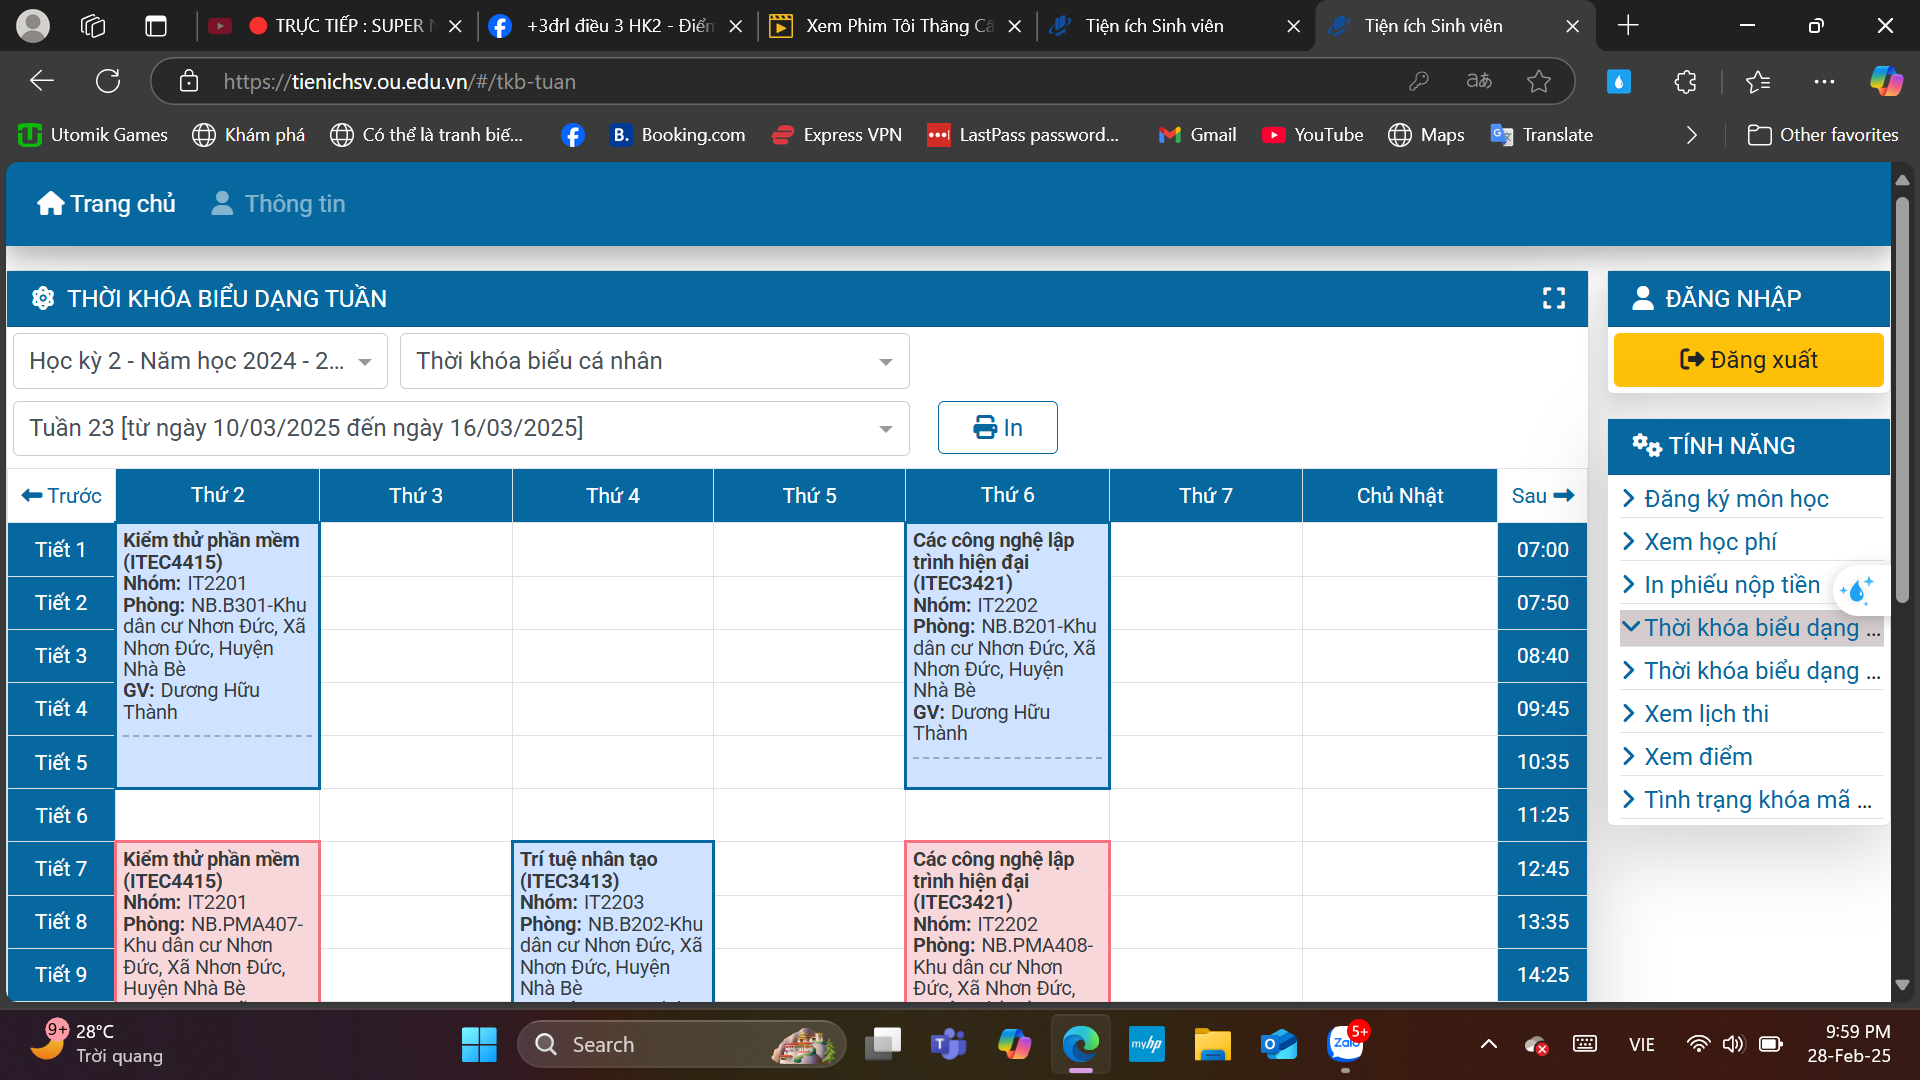 TRỰC TIẾP : SUPER
+3đrl điều 3 HK2 - Điểm
Xem Phim Tôi Thăng Cấ
Tiện ích Sinh viên
Tiện ích Sinh viên
https://tienichsv.ou.edu.vn/#/tkb-tuan
Utomik Games
Khám phá
Có thể là tranh biế...
B.
Booking.com
Express VPN
LastPass password...
Gmail
YouTube
Maps
Translate
Other favorites
Trang chủ
Thông tin
THỜI KHÓA BIỂU DẠNG TUẦN
Học kỳ 2 - Năm học 2024 - 2...
Thời khóa biểu cá nhân
Tuần 23 [từ ngày 10/03/2025 đến ngày 16/03/2025]
In
Trước
Thứ 2
Thứ 3
Thứ 4
Thứ 5
Thứ 6
Thứ 7
Chủ Nhật
Sau
Tiết 1
Tiết 2
Tiết 3
Tiết 4
Tiết 5
Tiết 6
Tiết 7
Tiết 8
Tiết 9
Kiểm thử phần mềm
(ITEC4415)
Nhóm: IT2201
Phòng: NB.B301-Khu
dân cư Nhơn Đức, Xã
Nhơn Đức, Huyện
Nhà Bè
GV: Dương Hữu
Thành
Kiểm thử phần mềm
(ITEC4415)
Nhóm: IT2201
Phòng: NB.PMA407-
Khu dân cư Nhơn
Đức, Xã Nhơn Đức,
Huyện Nhà Bè
Trí tuệ nhân tạo
(ITEC3413)
Nhóm: IT2203
Phòng: NB.B202-Khu
dân cư Nhơn Đức, Xã
Nhơn Đức, Huyện
Nhà Bè
Các công nghệ lập
trình hiện đại
(ITEC3421)
Nhóm: IT2202
Phòng: NB.B201-Khu
dân cư Nhơn Đức, Xã
Nhơn Đức, Huyện
Nhà Bè
GV: Dương Hữu
Thành
Các công nghệ lập
trình hiện đại
(ITEC3421)
Nhóm: IT2202
Phòng: NB.PMA408-
Khu dân cư Nhơn
Đức, Xã Nhơn Đức,
07:00
07:50
08:40
09:45
10:35
11:25
12:45
13:35
14:25
ĐĂNG NHẬP
Đăng xuất
TÍNH NĂNG
Đăng ký môn học
Xem học phí
In phiếu nộp tiền
Thời khóa biểu dạng ...
Thời khóa biểu dạng ...
Xem lịch thi
Xem điểm
Tình trạng khóa mã ...
9+
28°C
Trời quang
Search
myhp
Zalo
5+
VIE
9:59 PM
28-Feb-25